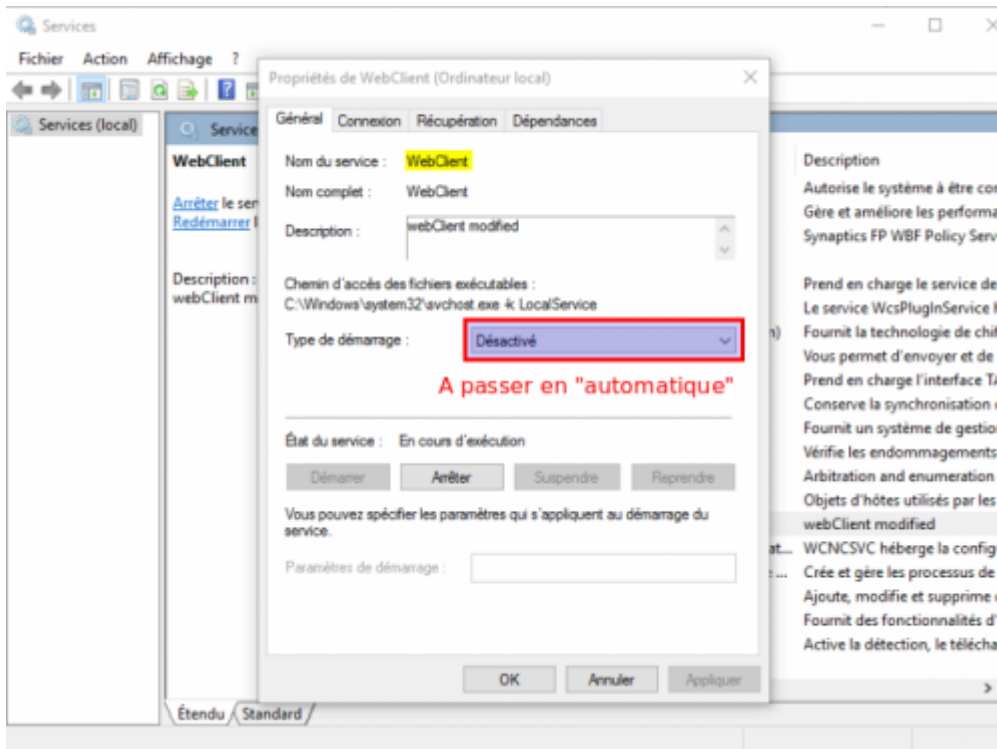 Services
Fichier Action Affichage ?
Propriétés de WebClient (Ordinateur local)
Services (local)
Service
WebClient
Arrêter le ser
Redémarrer l
Description :
webClient m
Général Connexion Récupération Dépendances
Nom du service : WebClient
Nom complet : WebClient
Description : webClient modified
Chemin d'accès des fichiers exécutables :
C:\Windows\system32\svchost.exe -k LocalService
Type de démarrage : Désactivé
A passer en "automatique"
État du service : En cours d'exécution
Démarrer Arrêter Suspendre Reprendre
Vous pouvez spécifier les paramètres qui s'appliquent au démarrage du
service.
Paramètres de démarrage :
OK Annuler Appliquer
Description
Autorise le système à être con
Gère et améliore les performa
Synaptics FP WBF Policy Serv
Prend en charge le service de
Le service WcsPlugInService
n) Fournit la technologie de chif
Vous permet d'envoyer et de
Prend en charge l'interface TA
Conserve la synchronisation
Fournit un système de gestion
Vérifie les endommagements
Arbitration and enumeration
Objets d'hôtes utilisés par les
webClient modified
at... WCNCSVC héberge la config
e ... Crée et gère les processus de
Ajoute, modifie et supprime
Fournit des fonctionnalités d'
Active la détection, le télécha
Étendu Standard